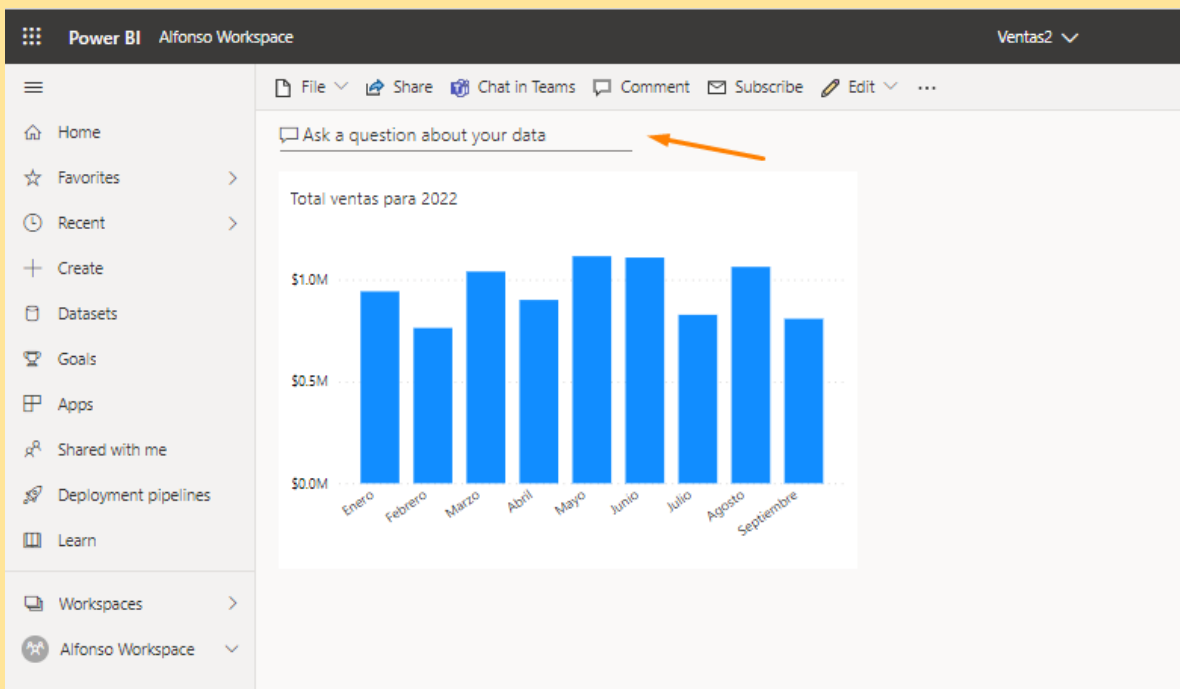 Power BI Alfonso Workspace Ventas2
File Share Chat in Teams Comment Subscribe Edit ...
Home
Favorites
Recent
Create
Datasets
Goals
Apps
Shared with me
Deployment pipelines
Learn
Workspaces
Alfonso Workspace
Ask a question about your data
Total ventas para 2022
$1.0M
$0.5M
$0.0M
Enero Febrero Marzo Abril Mayo Junio Julio Agosto Septiembre